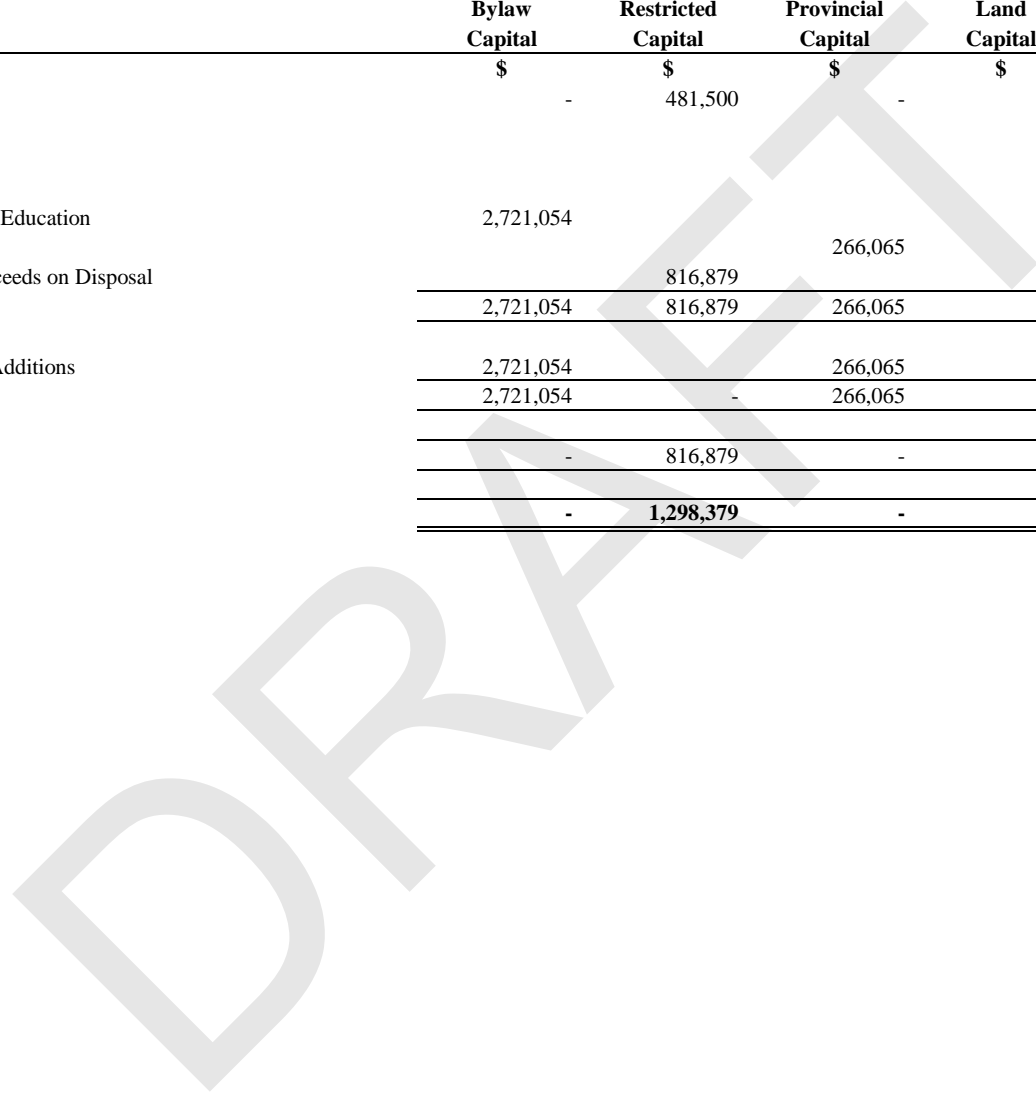 Bylaw Restricted Provincial Land
Capital Capital Capital Capital
$ $ $ $
- 481,500 -
Education 2,721,054
266,065
on Disposal 816,879
2,721,054 816,879 266,065
Additions 2,721,054 266,065
2,721,054 - 266,065
- 816,879 -
- 1,298,379 -
DRAFT